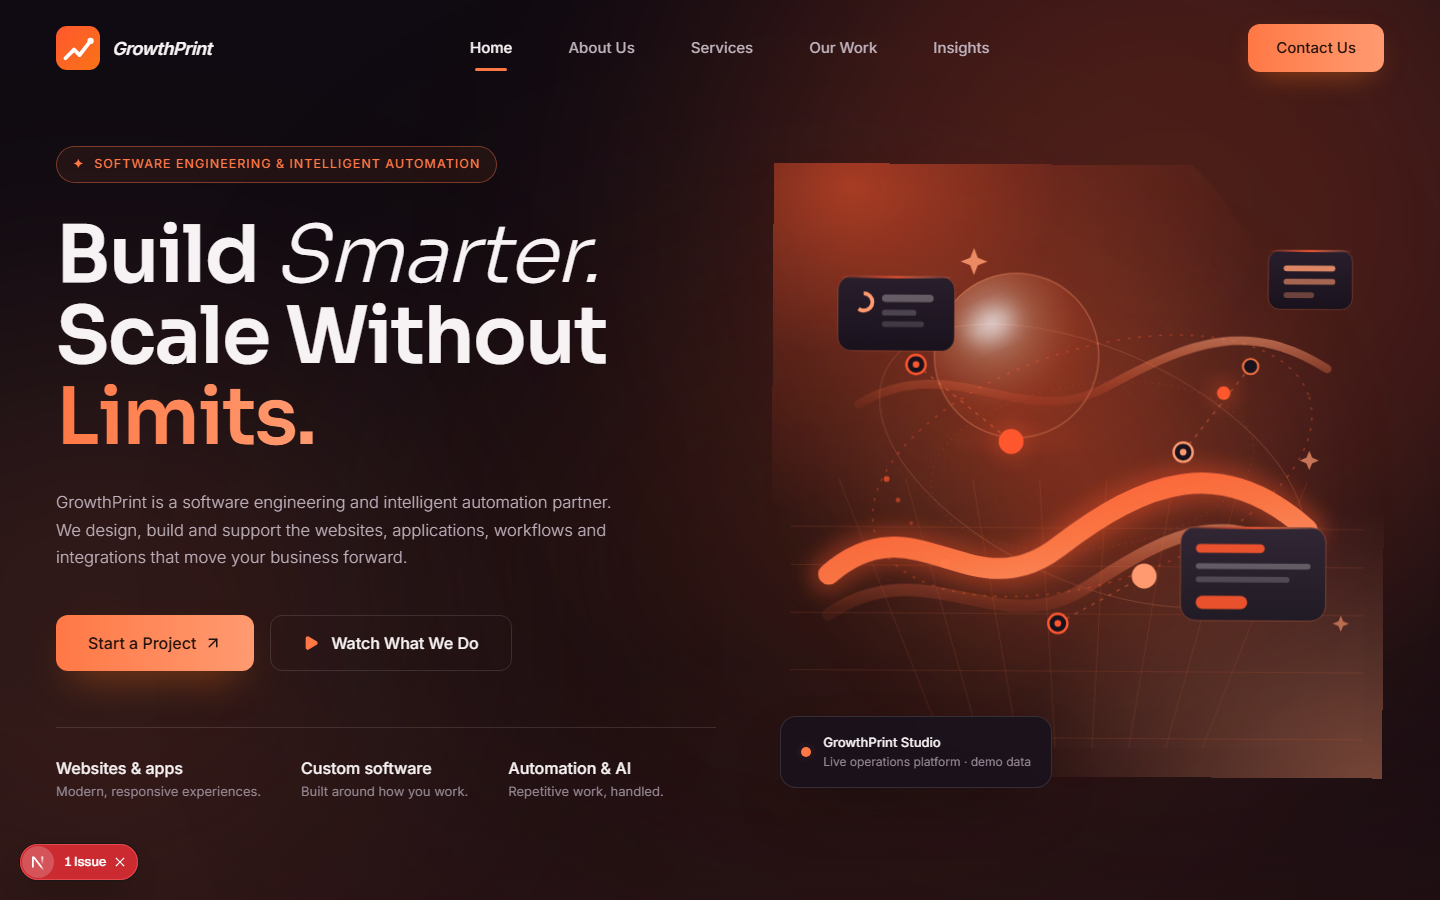 GrowthPrint
Home
About Us
Services
Our Work
Insights
Contact Us
✦ SOFTWARE ENGINEERING & INTELLIGENT AUTOMATION
Build Smarter.
Scale Without
Limits.
GrowthPrint is a software engineering and intelligent automation partner.
We design, build and support the websites, applications, workflows and
integrations that move your business forward.
Start a Project
Watch What We Do
Websites & apps
Modern, responsive experiences.
Custom software
Built around how you work.
Automation & AI
Repetitive work, handled.
GrowthPrint Studio
Live operations platform · demo data
N
1 Issue